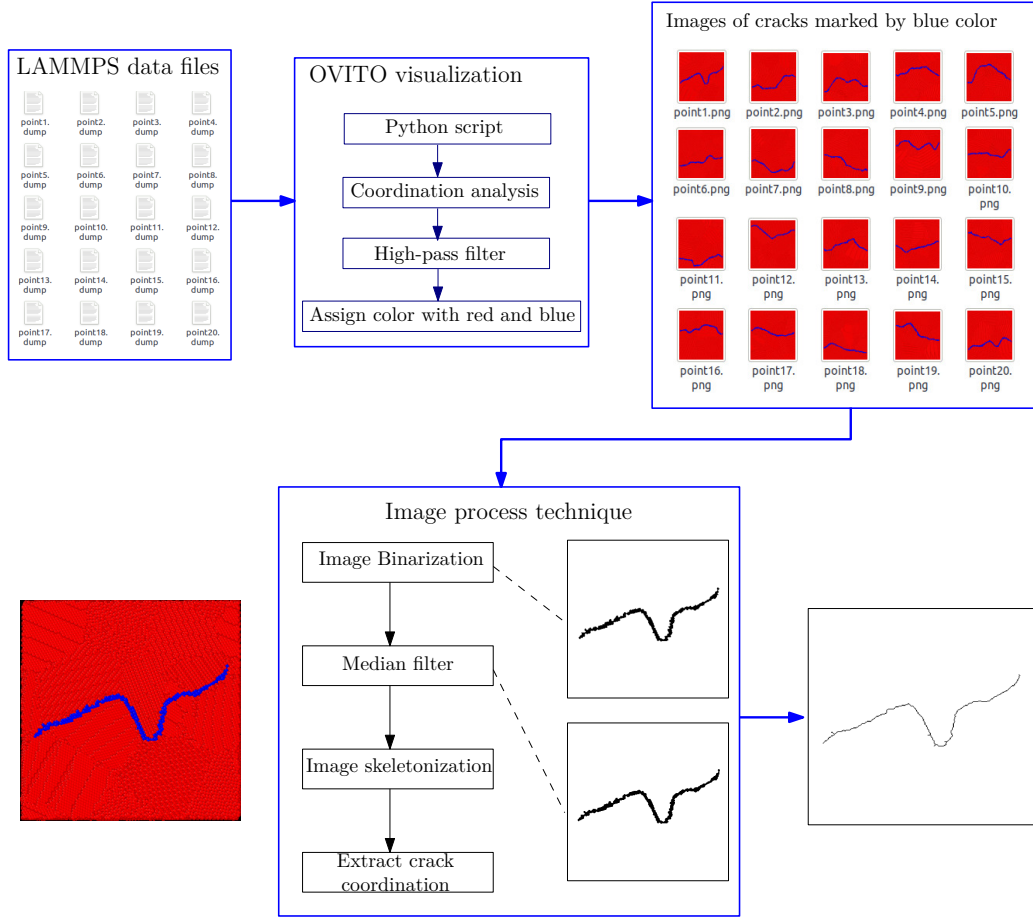 LAMMPS data files
point1.
dump
point2.
dump
point3.
dump
point4.
dump
point5.
dump
point6.
dump
point7.
dump
point8.
dump
point9.
dump
point10.
dump
point11.
dump
point12.
dump
point13.
dump
point14.
dump
point15.
dump
point16.
dump
point17.
dump
point18.
dump
point19.
dump
point20.
dump
OVITO visualization
Python script
Coordination analysis
High-pass filter
Assign color with red and blue
Images of cracks marked by blue color
point1.png
point2.png
point3.png
point4.png
point5.png
point6.png
point7.png
point8.png
point9.png
point10.
png
point11.
png
point12.
png
point13.
png
point14.
png
point15.
png
point16.
png
point17.
png
point18.
png
point19.
png
point20.
png
Image process technique
Image Binarization
Median filter
Image skeletonization
Extract crack
coordination